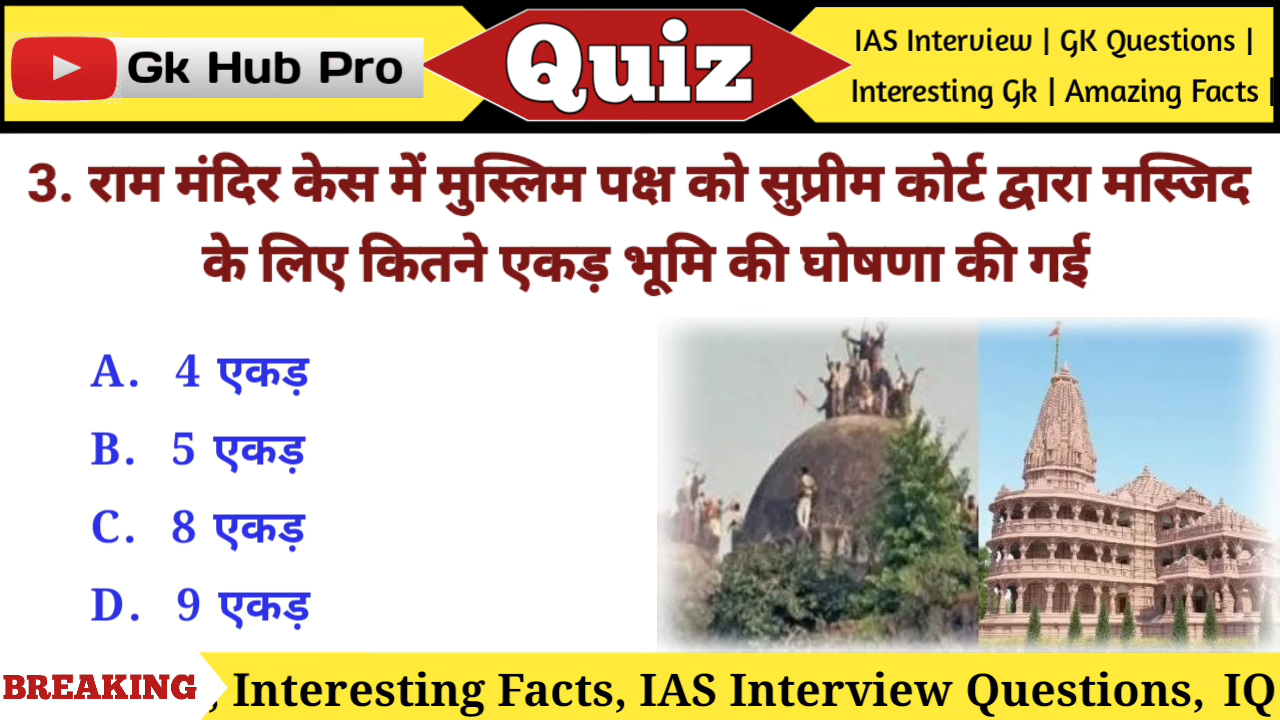 Gk Hub Pro
Quiz
IAS Interview | GK Questions |
Interesting Gk | Amazing Facts |
3. राम मंदिर केस में मुस्लिम पक्ष को सुप्रीम कोर्ट द्वारा मस्जिद
के लिए कितने एकड़ भूमि की घोषणा की गई
A. 4 एकड़
B. 5 एकड़
C. 8 एकड़
D. 9 एकड़
BREAKING , Interesting Facts, IAS Interview Questions, IQ